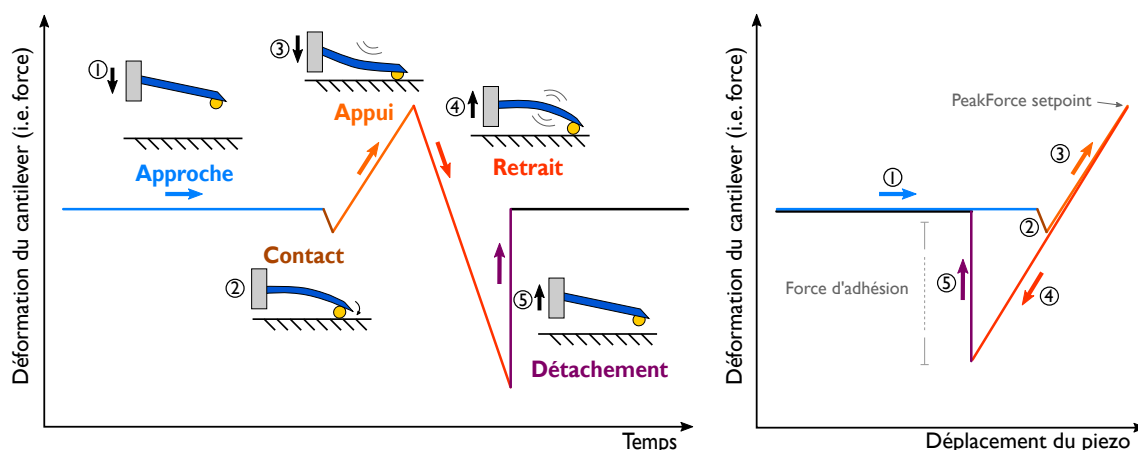 Déformation du cantilever (i.e. force)
①
Approche
③
Appui
④
Retrait
Contact
②
⑤
Détachement
Temps
Déformation du cantilever (i.e. force)
PeakForce setpoint
③
①
②
Force d'adhésion
⑤
④
Déplacement du piezo